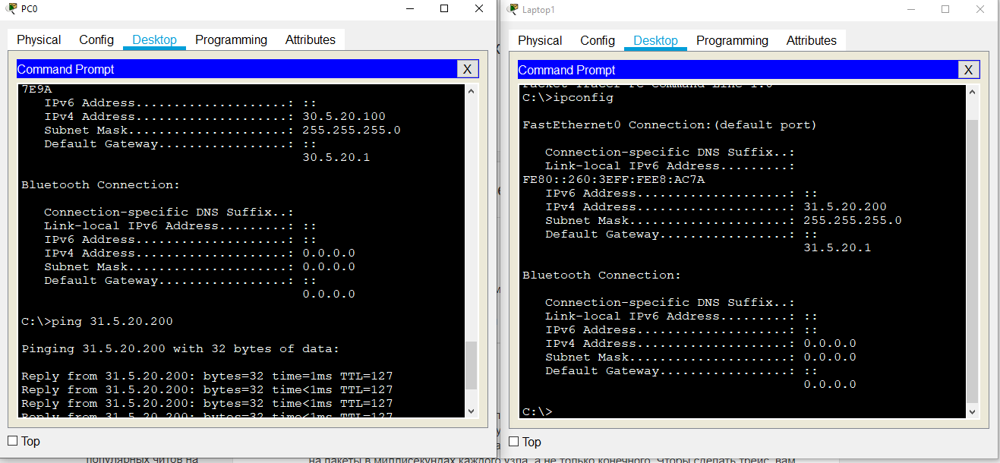 PC0
Physical Config Desktop Programming Attributes
Command Prompt X
7E9A
IPv6 Address....................: ::
IPv4 Address....................: 30.5.20.100
Subnet Mask.....................: 255.255.255.0
Default Gateway.................: ::
30.5.20.1
Bluetooth Connection:
Connection-specific DNS Suffix..:
Link-local IPv6 Address.........: ::
IPv6 Address....................: ::
IPv4 Address....................: 0.0.0.0
Subnet Mask.....................: 0.0.0.0
Default Gateway.................: ::
0.0.0.0
C:\>ping 31.5.20.200
Pinging 31.5.20.200 with 32 bytes of data:
Reply from 31.5.20.200: bytes=32 time=1ms TTL=127
Reply from 31.5.20.200: bytes=32 time<1ms TTL=127
Reply from 31.5.20.200: bytes=32 time<1ms TTL=127
Reply from 31.5.20.200: bytes=32 time<1ms TTL=127
Top
Laptop1
Physical Config Desktop Programming Attributes
Command Prompt X
Packet Tracer PC Command Line 1.0
C:\>ipconfig
FastEthernet0 Connection:(default port)
Connection-specific DNS Suffix..:
Link-local IPv6 Address.........:
FE80::260:3EFF:FEE8:AC7A
IPv6 Address....................: ::
IPv4 Address....................: 31.5.20.200
Subnet Mask.....................: 255.255.255.0
Default Gateway.................: ::
31.5.20.1
Bluetooth Connection:
Connection-specific DNS Suffix..:
Link-local IPv6 Address.........: ::
IPv6 Address....................: ::
IPv4 Address....................: 0.0.0.0
Subnet Mask.....................: 0.0.0.0
Default Gateway.................: ::
0.0.0.0
C:\>
Top
популярных читов на
на пакеты в миллисекундах каждого узла, а не только конечного. Чтобы сделать трейс, вам